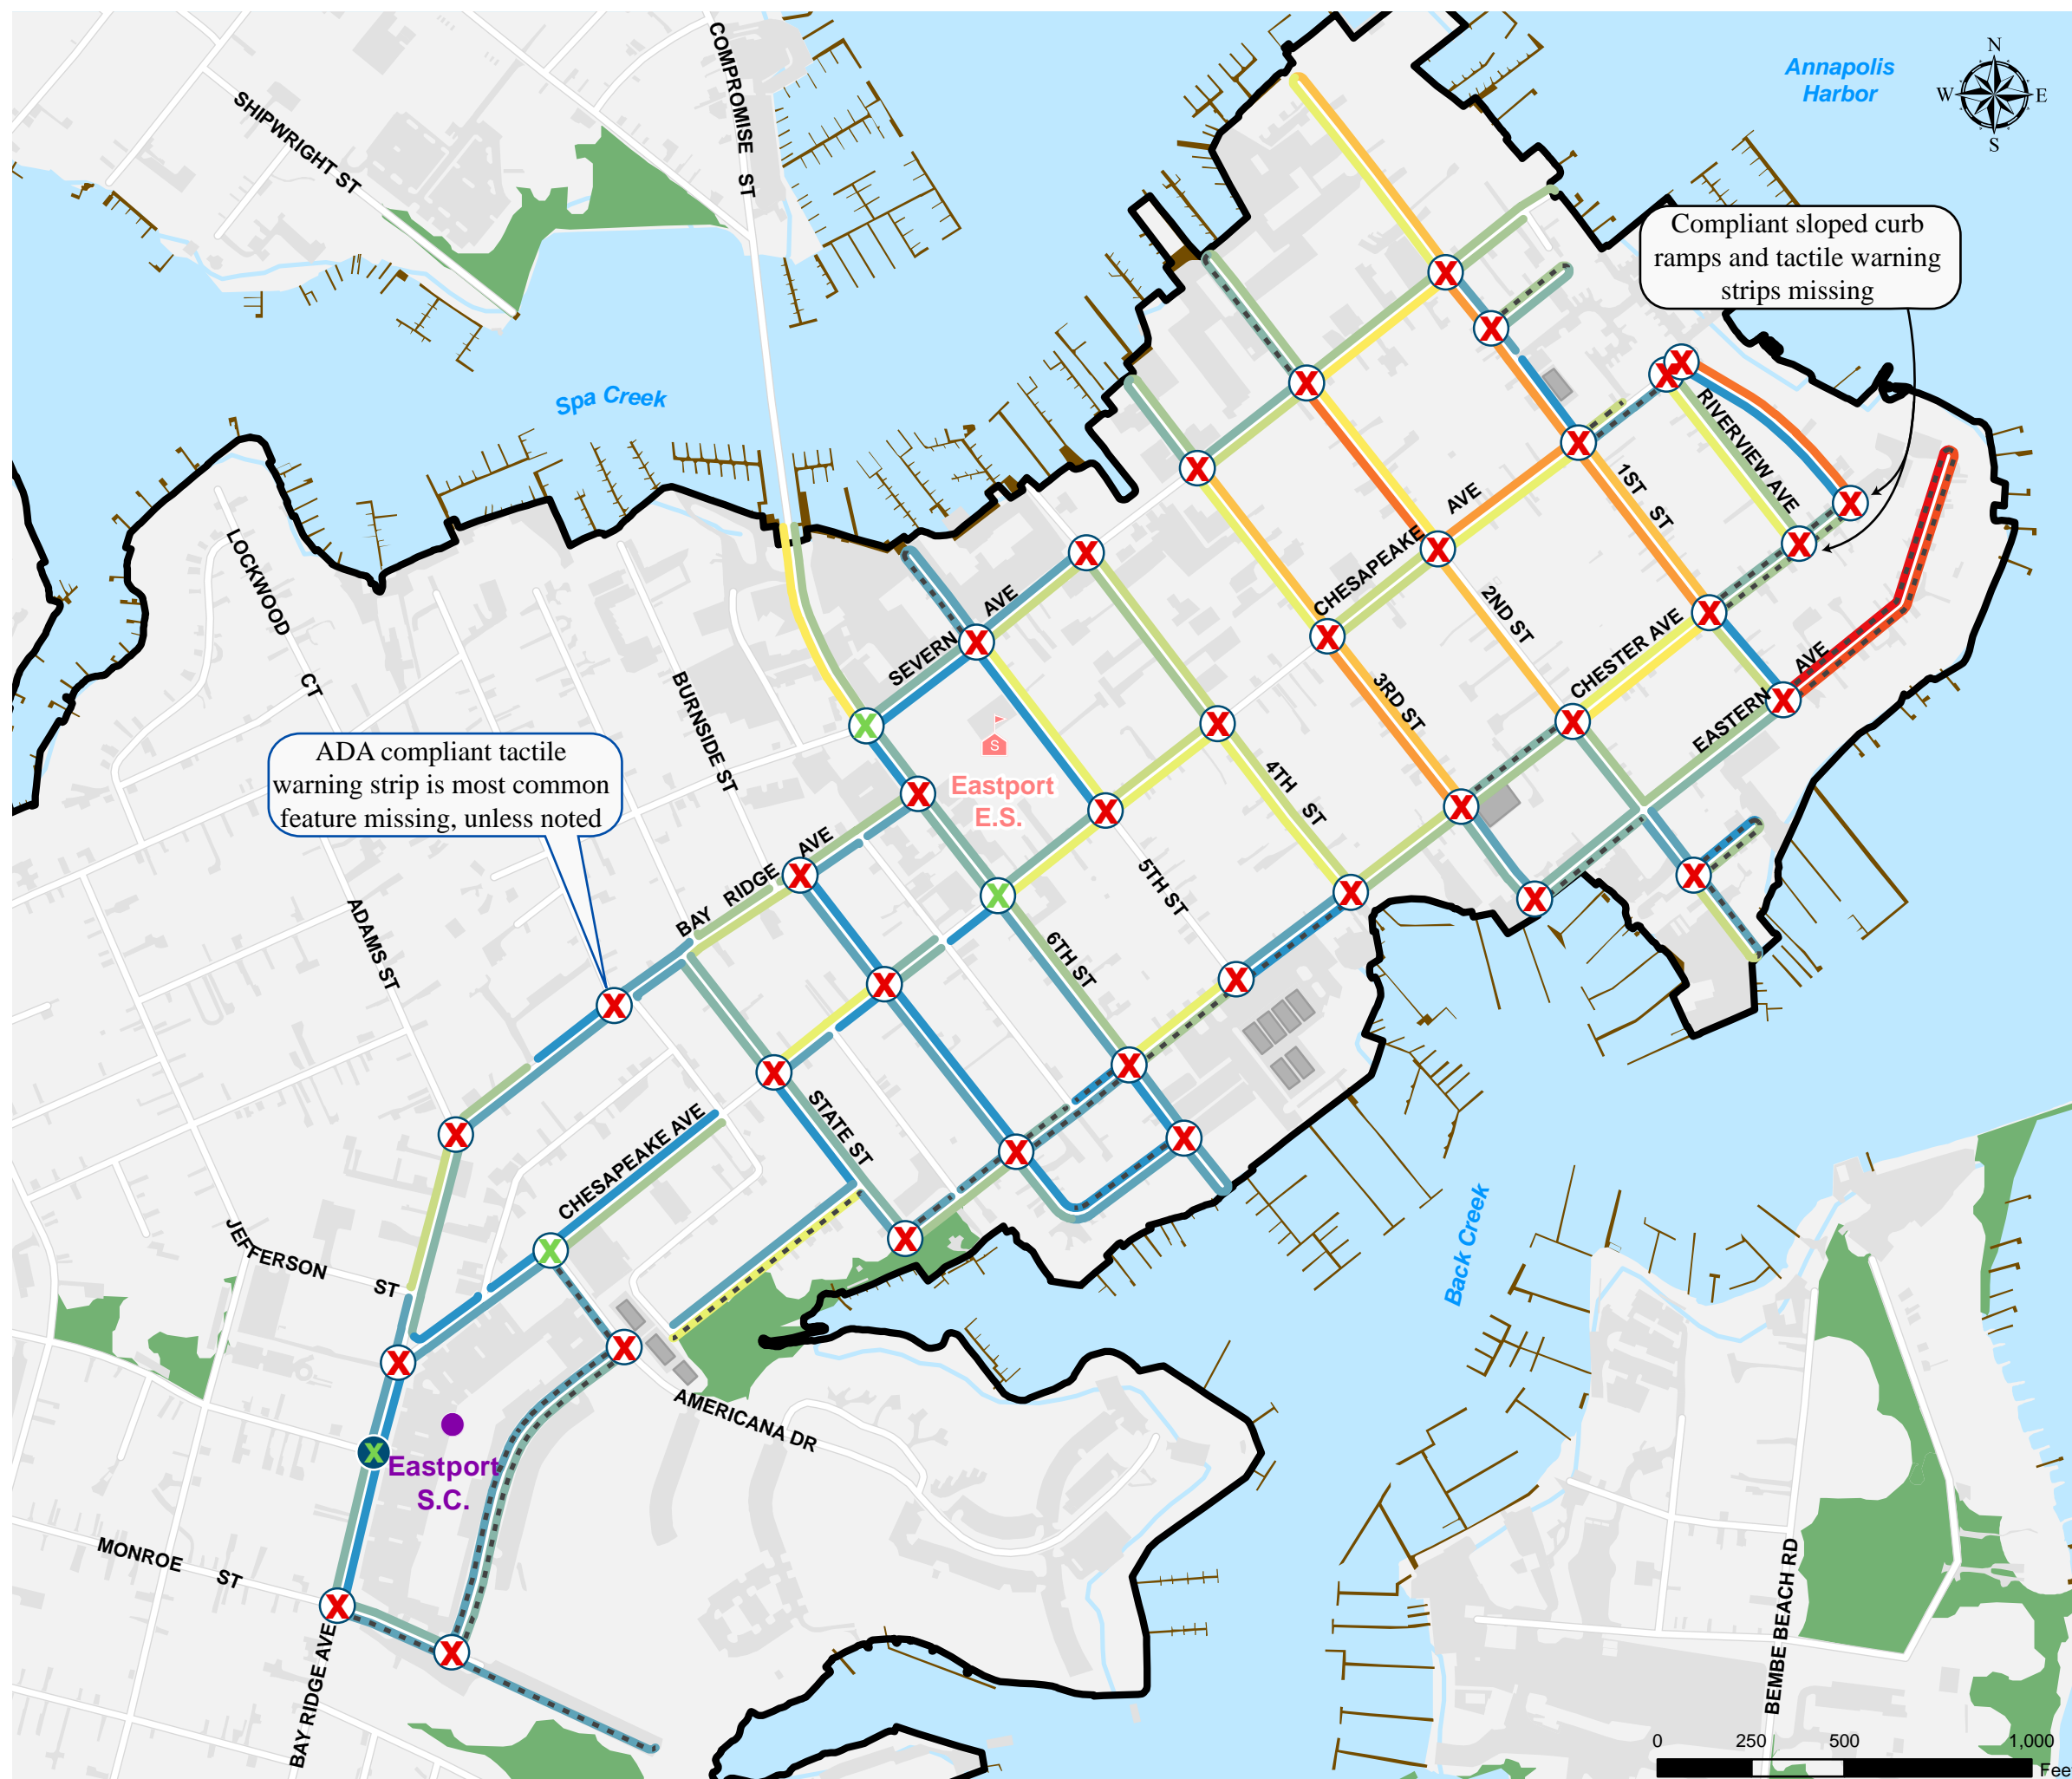 COMPROMISE ST
Annapolis
Harbor
N
W E
S
SHIPWRIGHT ST
Compliant sloped curb
ramps and tactile warning
strips missing
Spa Creek
RIVERVIEW AVE
1ST ST
CHESAPEAKE AVE
LOCKWOOD CT
SEVERN AVE
2ND ST
CHESTER AVE
EASTERN AVE
BURNSIDE ST
3RD ST
S
Eastport
E.S.
ADA compliant tactile
warning strip is most common
feature missing, unless noted
4TH ST
BAY RIDGE AVE
5TH ST
ADAMS ST
6TH ST
STATE ST
CHESAPEAKE AVE
JEFFERSON ST
Back Creek
AMERICANA DR
Eastport
S.C.
MONROE ST
BAY RIDGE AVE
BEMBE BEACH RD
0 250 500 1,000
Fee